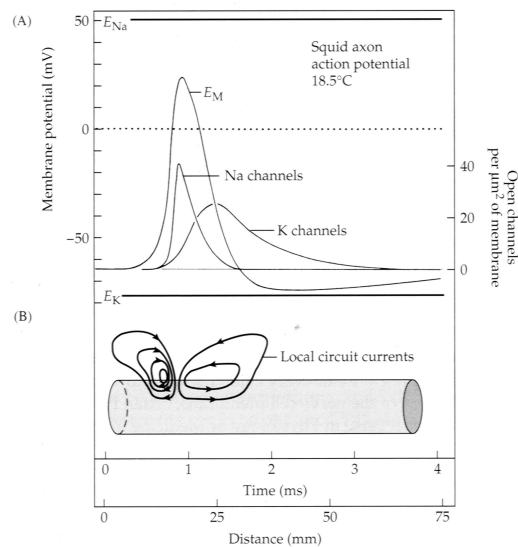 (A)
E_Na
50
Membrane potential (mV)
0
−50
Squid axon
action potential
18.5°C
E_M
Na channels
K channels
40
20
0
Open channels
per μm² of membrane
E_K
(B)
Local circuit currents
0 1 2 3 4
Time (ms)
0 25 50 75
Distance (mm)